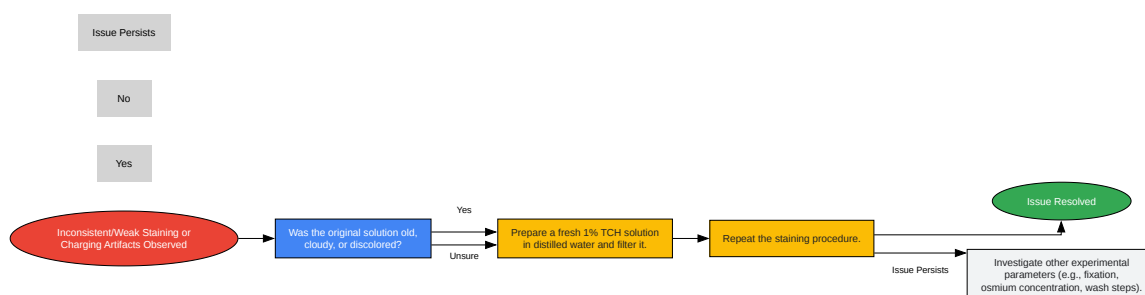 Issue Persists
No
Yes
Inconsistent/Weak Staining or
Charging Artifacts Observed
Was the original solution old,
cloudy, or discolored?
Yes
Unsure
Prepare a fresh 1% TCH solution
in distilled water and filter it.
Repeat the staining procedure.
Issue Resolved
Issue Persists
Investigate other experimental
parameters (e.g., fixation,
osmium concentration, wash steps).